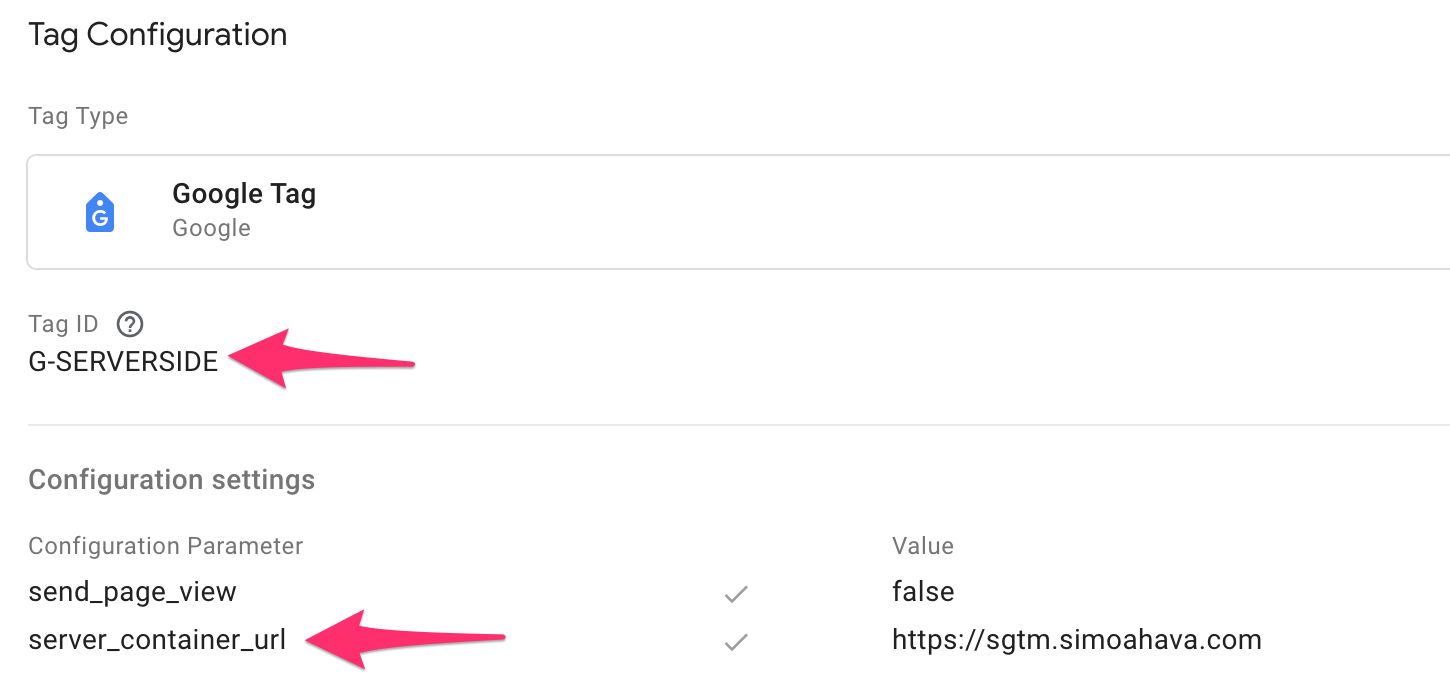 Tag Configuration
Tag Type
G
Google Tag
Google
Tag ID ?
G-SERVERSIDE
Configuration settings
Configuration Parameter Value
send_page_view false
server_container_url https://sgtm.simoahava.com